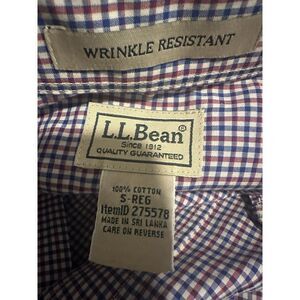 WRINKLE RESISTANT
L.L.Bean®
Since 1912
QUALITY GUARANTEED
100% COTTON
S-REG
ItemID 275578
MADE IN SRI LANKA
CARE ON REVERSE